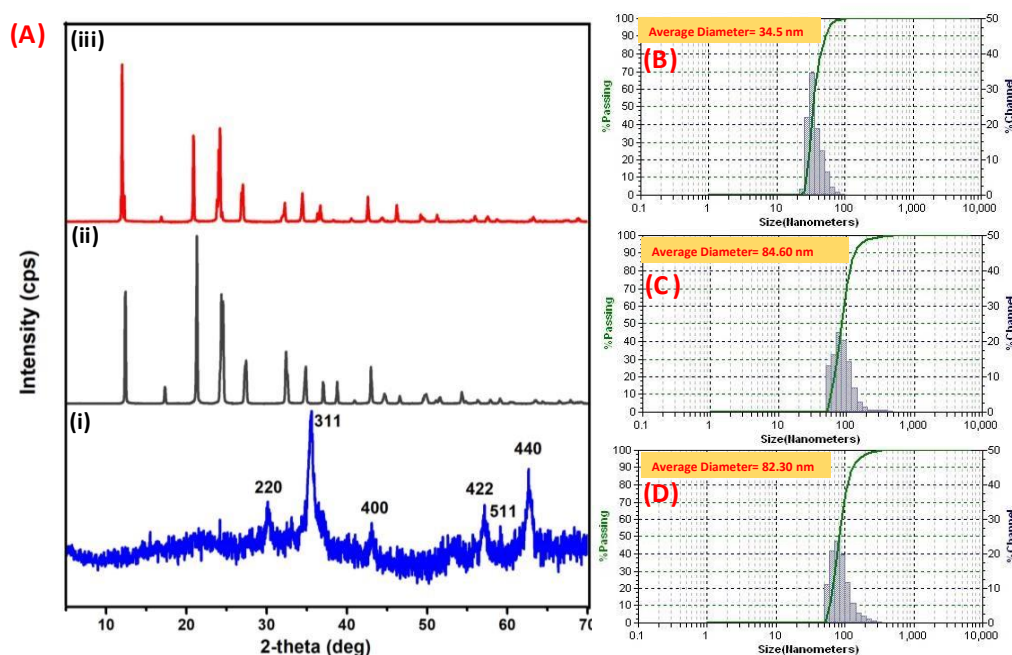 (A)
(iii)
(ii)
(i)
220
311
400
422
511
440
Intensity (cps)
10 20 30 40 50 60 70
2-theta (deg)
Average Diameter= 34.5 nm
(B)
%Passing
100
90
80
70
60
50
40
30
20
10
0
50
40
30
20
10
0
%Channel
0.1 1 10 100 1,000 10,000
Size(Nanometers)
Average Diameter= 84.60 nm
(C)
%Passing
100
90
80
70
60
50
40
30
20
10
0
50
40
30
20
10
0
%Channel
0.1 1 10 100 1,000 10,000
Size(Nanometers)
Average Diameter= 82.30 nm
(D)
%Passing
100
90
80
70
60
50
40
30
20
10
0
50
40
30
20
10
0
%Channel
0.1 1 10 100 1,000 10,000
Size(Nanometers)